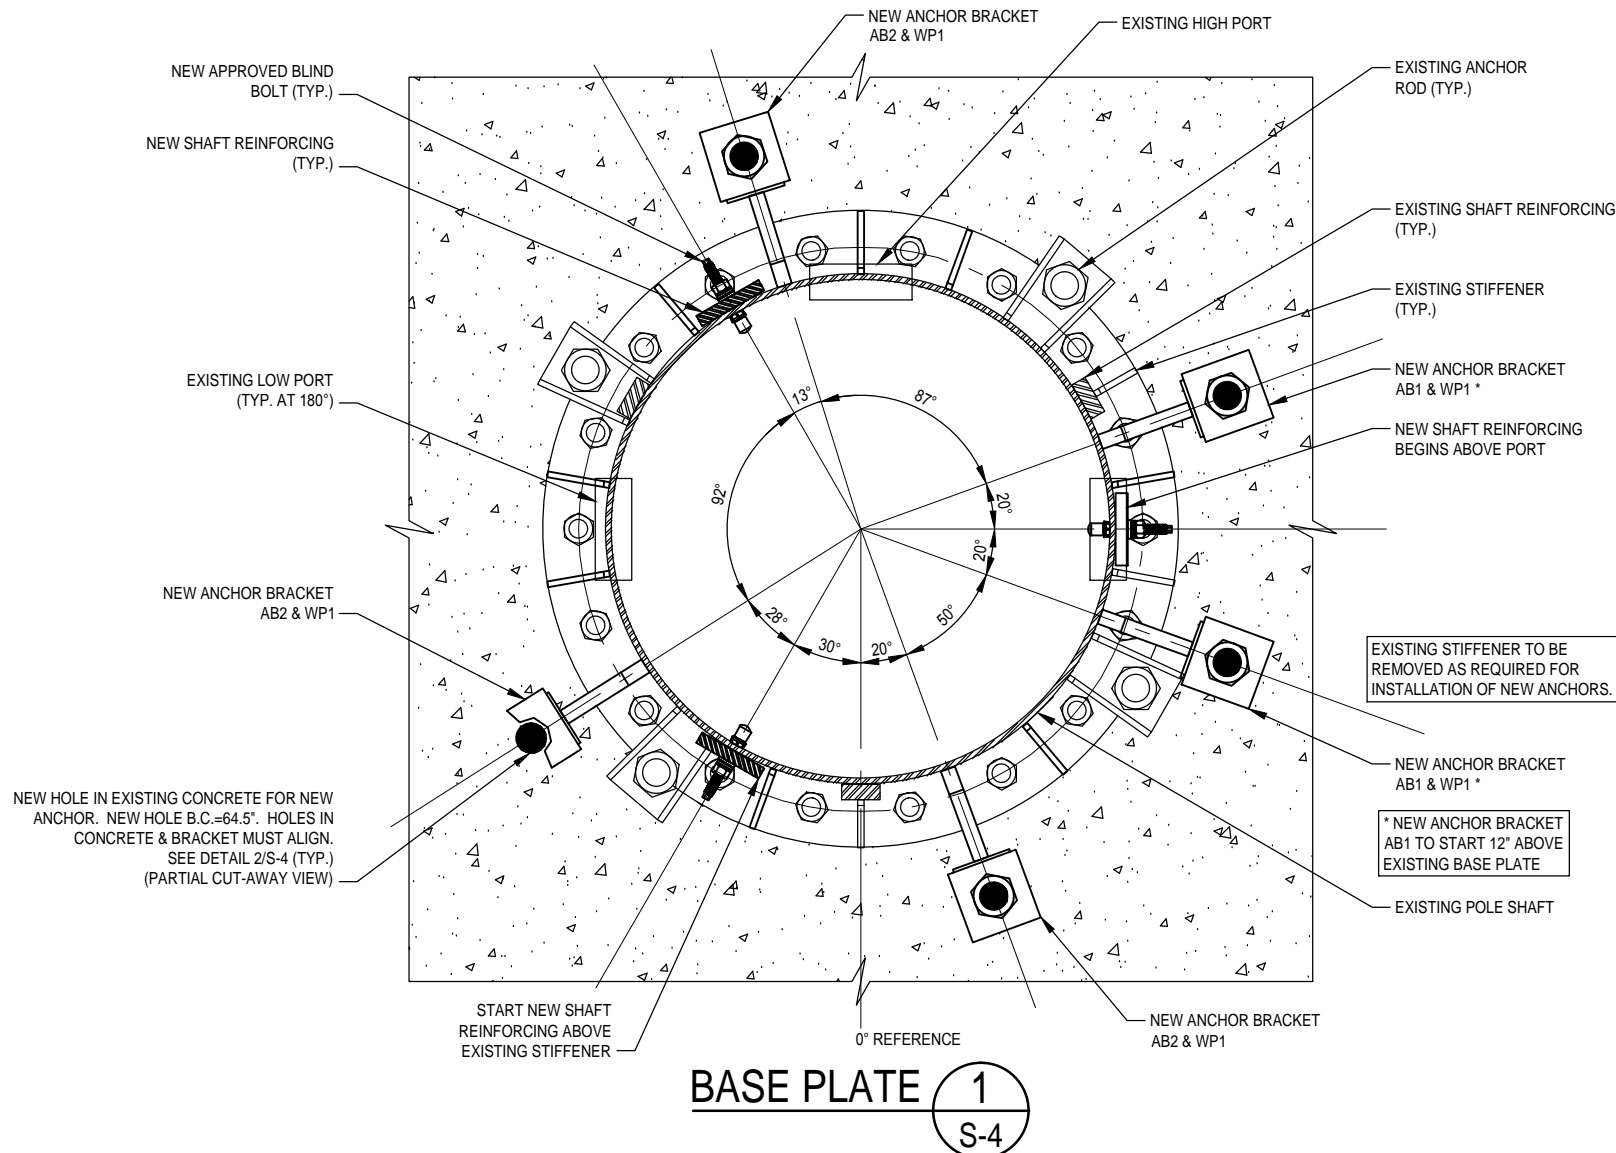 NEW ANCHOR BRACKET
AB2 & WP1
EXISTING HIGH PORT
NEW APPROVED BLIND
BOLT (TYP.)
EXISTING ANCHOR
ROD (TYP.)
NEW SHAFT REINFORCING
(TYP.)
EXISTING SHAFT REINFORCING
(TYP.)
EXISTING STIFFENER
(TYP.)
EXISTING LOW PORT
(TYP. AT 180°)
NEW ANCHOR BRACKET
AB1 & WP1 *
NEW SHAFT REINFORCING
BEGINS ABOVE PORT
13°
87°
92°
20°
20°
50°
28°
30°
20°
NEW ANCHOR BRACKET
AB2 & WP1
EXISTING STIFFENER TO BE
REMOVED AS REQUIRED FOR
INSTALLATION OF NEW ANCHORS.
NEW ANCHOR BRACKET
AB1 & WP1 *
NEW HOLE IN EXISTING CONCRETE FOR NEW
ANCHOR. NEW HOLE B.C.=64.5". HOLES IN
CONCRETE & BRACKET MUST ALIGN.
SEE DETAIL 2/S-4 (TYP.)
(PARTIAL CUT-AWAY VIEW)
* NEW ANCHOR BRACKET
AB1 TO START 12" ABOVE
EXISTING BASE PLATE
EXISTING POLE SHAFT
START NEW SHAFT
REINFORCING ABOVE
EXISTING STIFFENER
0° REFERENCE
NEW ANCHOR BRACKET
AB2 & WP1
BASE PLATE
1
S-4